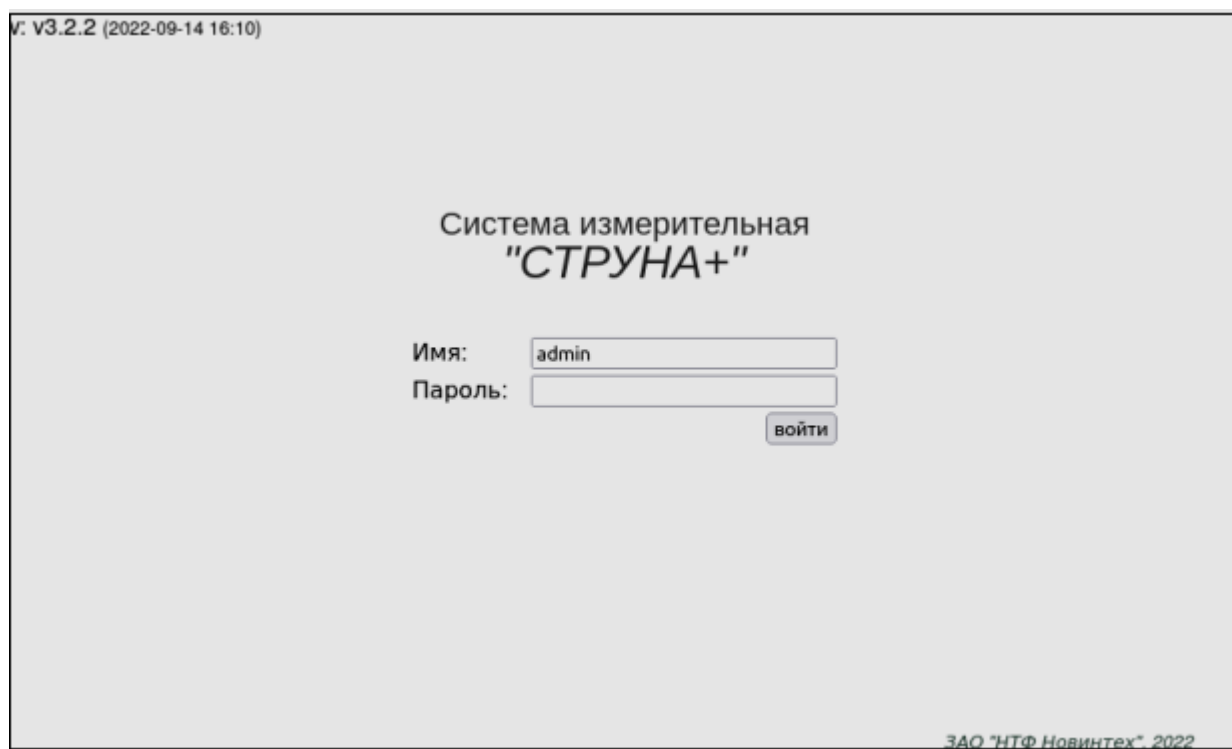 v: v3.2.2 (2022-09-14 16:10)
Система измерительная
"СТРУНА+"
Имя: admin
Пароль:
войти
ЗАО "НТФ Новинтех", 2022